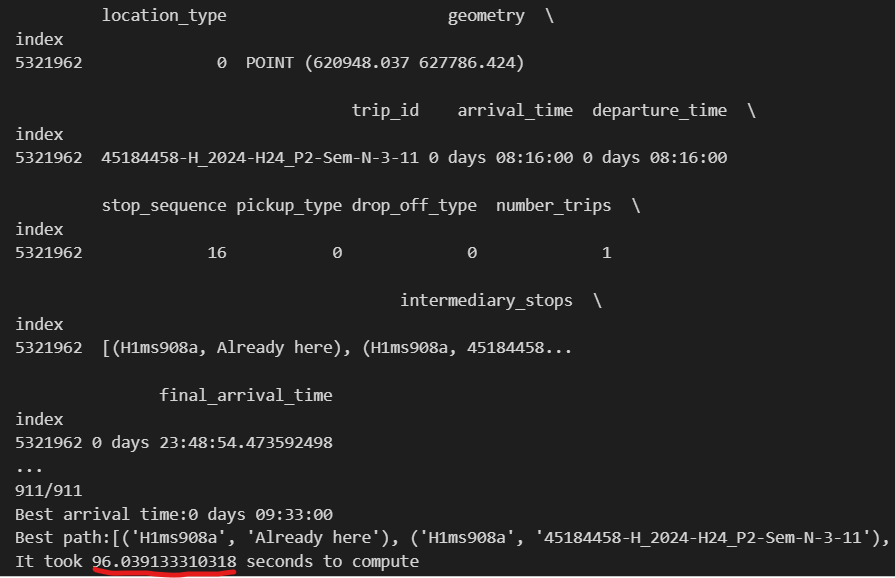 location_type geometry \
index
5321962 0 POINT (620948.037 627786.424)
trip_id arrival_time departure_time \
index
5321962 45184458-H_2024-H24_P2-Sem-N-3-11 0 days 08:16:00 0 days 08:16:00
stop_sequence pickup_type drop_off_type number_trips \
index
5321962 16 0 0 1
intermediary_stops \
index
5321962 [(H1ms908a, Already here), (H1ms908a, 45184458...
final_arrival_time
index
5321962 0 days 23:48:54.473592498
...
911/911
Best arrival time:0 days 09:33:00
Best path:[('H1ms908a', 'Already here'), ('H1ms908a', '45184458-H_2024-H24_P2-Sem-N-3-11'),
It took 96.039133310318 seconds to compute